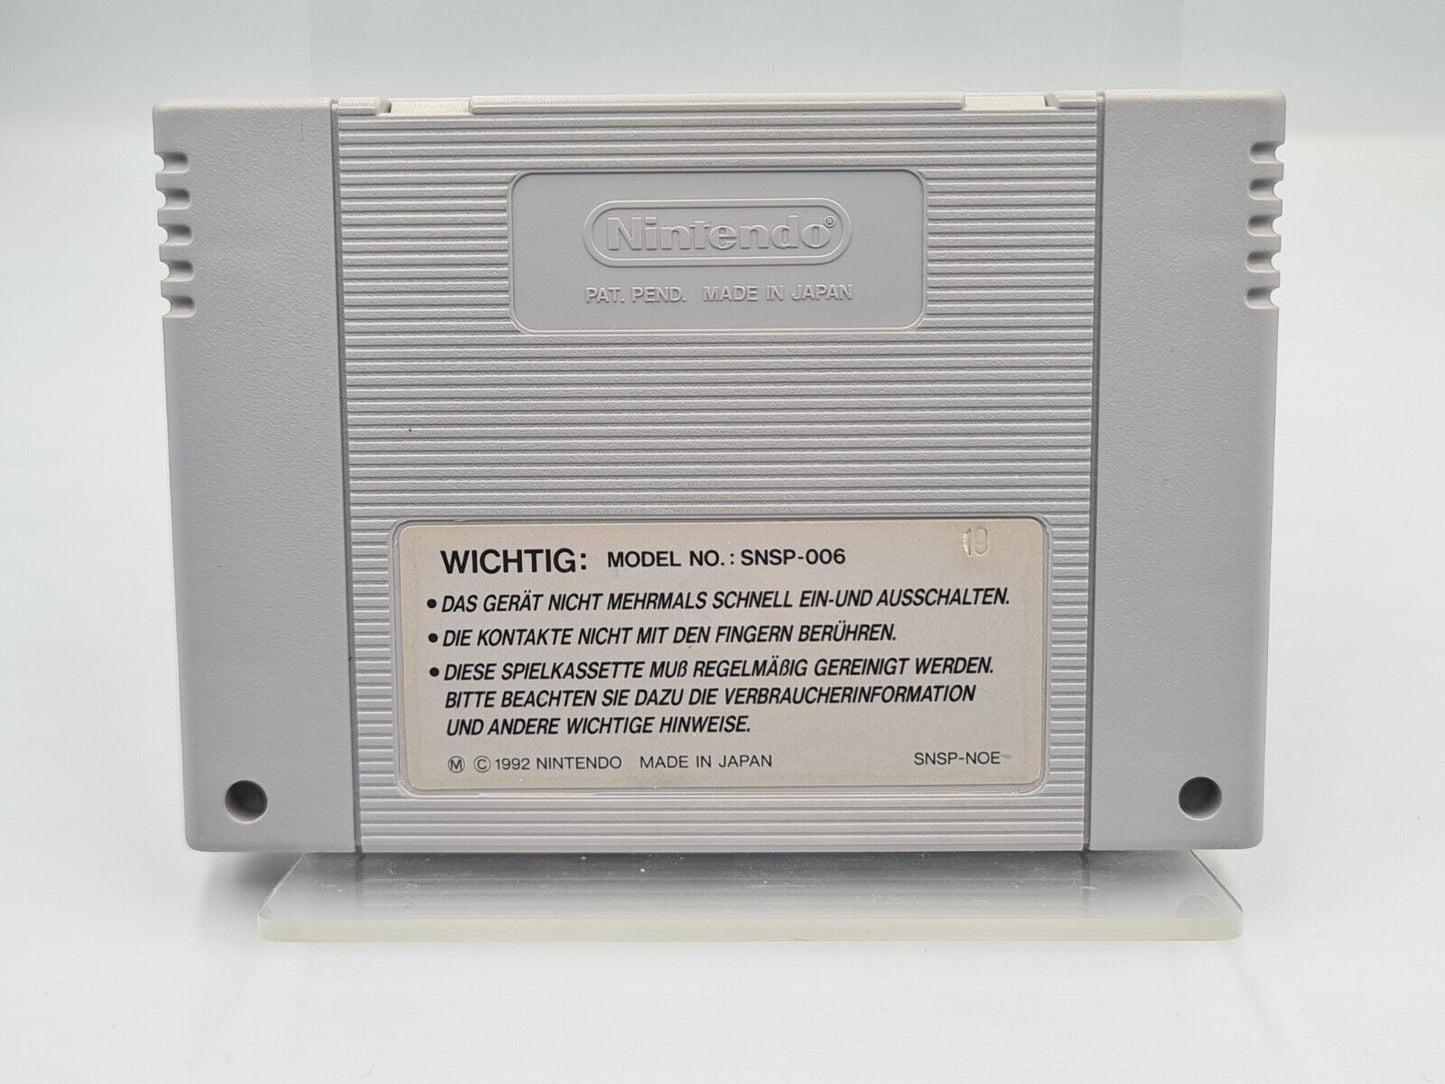 Nintendo®
PAT. PEND. MADE IN JAPAN
19
WICHTIG: MODEL NO.: SNSP-006
• DAS GERÄT NICHT MEHRMALS SCHNELL EIN-UND AUSSCHALTEN.
• DIE KONTAKTE NICHT MIT DEN FINGERN BERÜHREN.
• DIESE SPIELKASSETTE MUß REGELMÄßIG GEREINIGT WERDEN.
BITTE BEACHTEN SIE DAZU DIE VERBRAUCHERINFORMATION
UND ANDERE WICHTIGE HINWEISE.
Ⓜ © 1992 NINTENDO MADE IN JAPAN SNSP-NOE